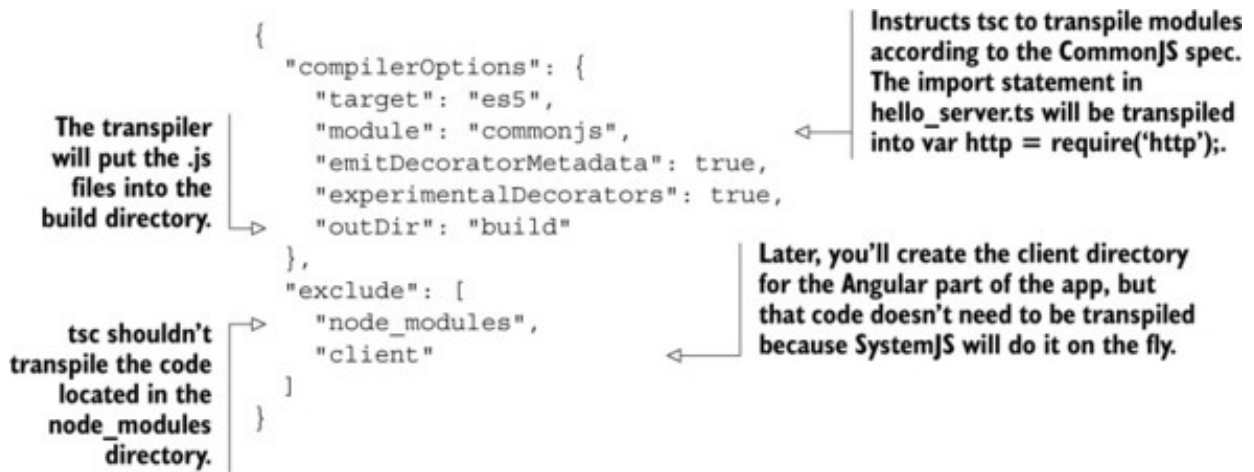 {
"compilerOptions": {
"target": "es5",
"module": "commonjs",
"emitDecoratorMetadata": true,
"experimentalDecorators": true,
"outDir": "build"
},
"exclude": [
"node_modules",
"client"
]
}
Instructs tsc to transpile modules
according to the CommonJS spec.
The import statement in
hello_server.ts will be transpiled
into var http = require(‘http’);.
The transpiler
will put the .js
files into the
build directory.
Later, you’ll create the client directory
for the Angular part of the app, but
that code doesn’t need to be transpiled
because SystemJS will do it on the fly.
tsc shouldn’t
transpile the code
located in the
node_modules
directory.